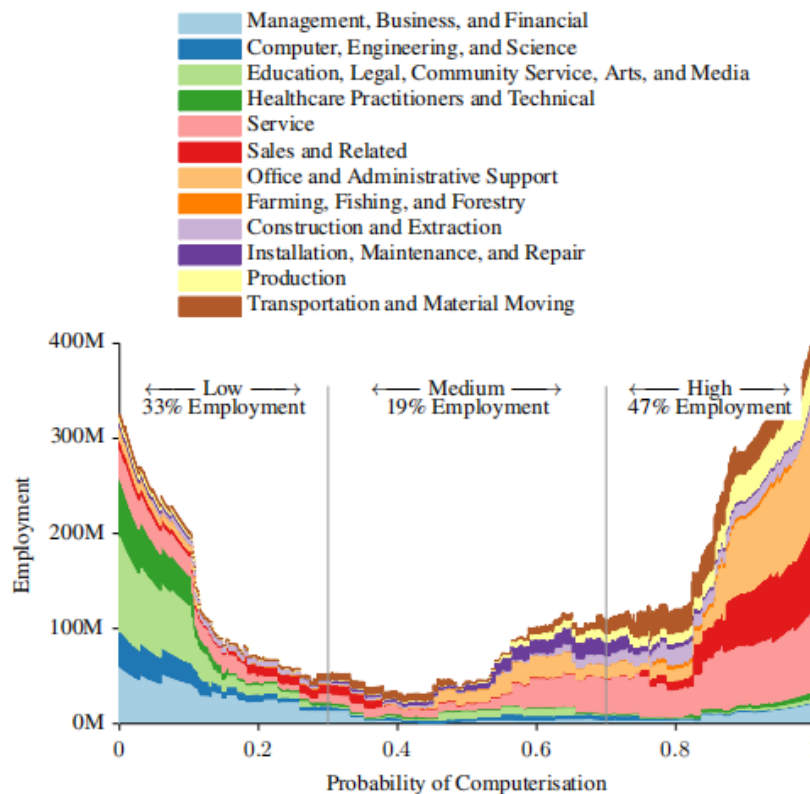 Management, Business, and Financial
Computer, Engineering, and Science
Education, Legal, Community Service, Arts, and Media
Healthcare Practitioners and Technical
Service
Sales and Related
Office and Administrative Support
Farming, Fishing, and Forestry
Construction and Extraction
Installation, Maintenance, and Repair
Production
Transportation and Material Moving
400M
←—— Low ——→
33% Employment
←—— Medium ——→
19% Employment
←—— High ——→
47% Employment
300M
200M
100M
0M
Employment
0
0.2
0.4
0.6
0.8
Probability of Computerisation